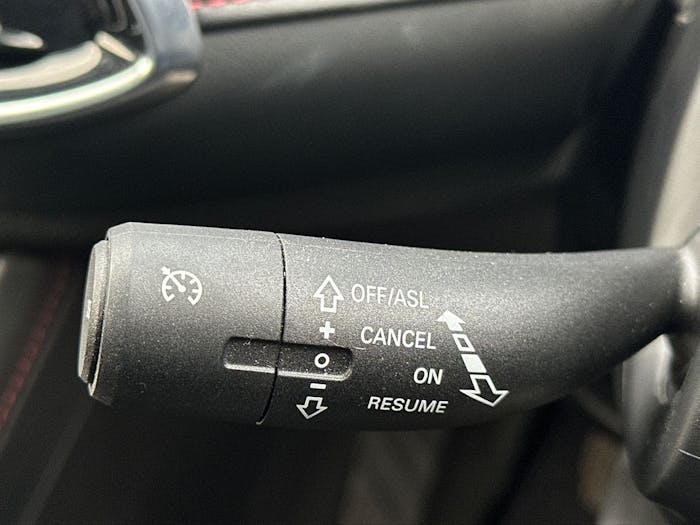 OFF/ASL
+
CANCEL
O
ON
–
RESUME